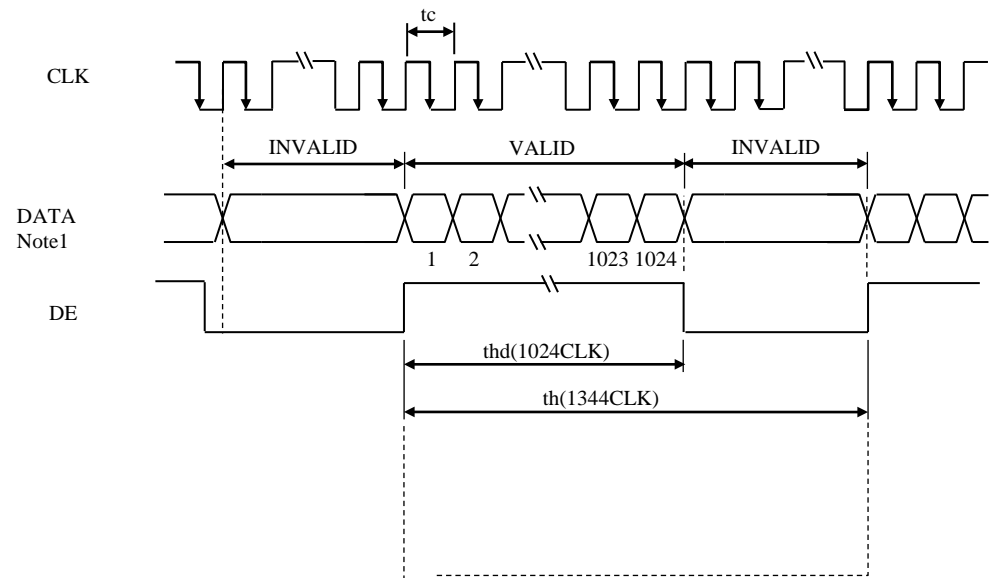 tc
CLK
INVALID VALID INVALID
DATA
Note1
1 2 1023 1024
DE
thd(1024CLK)
th(1344CLK)